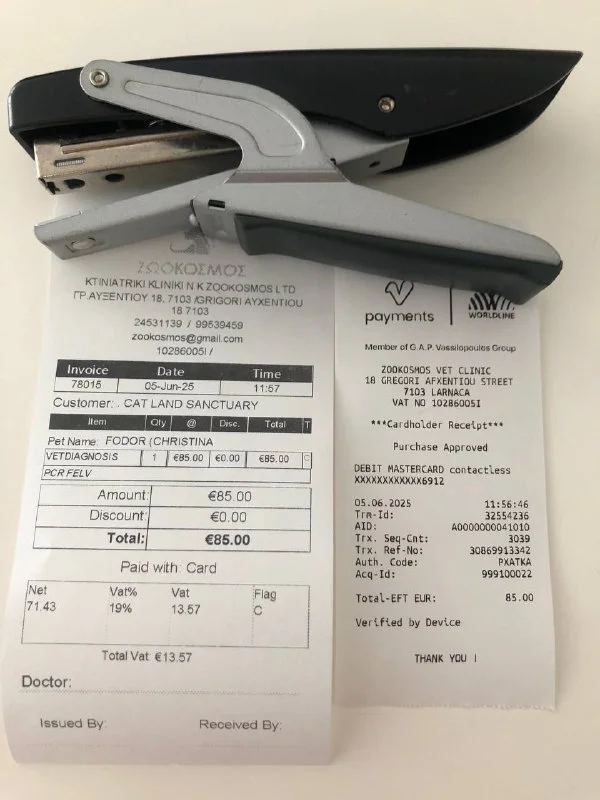 ΖΩΟΚΟΣΜΟΣ
KTINIATRIKI KLINIKI N K ZOOKOSMOS LTD
ΓΡ.ΑΥΞΕΝΤΙΟΥ 18, 7103 /GRIGORI AYXENTIOU
18 7103
24531139 / 99539459
zookosmos@gmail.com
10286005I /
Invoice Date Time
78015 05-Jun-25 11:57
Customer: . CAT LAND SANCTUARY
Item Qty @ Disc. Total T
Pet Name: FODOR (CHRISTINA
VETDIAGNOSIS 1 €85.00 €0.00 €85.00 C
PCR FELV
Amount: €85.00
Discount: €0.00
Total: €85.00
Paid with: Card
Net Vat% Vat Flag
71.43 19% 13.57 C
Total Vat: €13.57
Doctor:
Issued By: Received By:
payments WORLDLINE
Member of G.A.P. Vassilopoulos Group
ZOOKOSMOS VET CLINIC
18 GREGORI AFXENTIOU STREET
7103 LARNACA
VAT NO 10286005I
***Cardholder Receipt***
Purchase Approved
DEBIT MASTERCARD contactless
XXXXXXXXXXXX6912
05.06.2025 11:56:46
Trm-Id: 32554236
AID: A0000000041010
Trx. Seq-Cnt: 3039
Trx. Ref-No: 30869913342
Auth. Code: PXATKA
Acq-Id: 999100022
Total-EFT EUR: 85.00
Verified by Device
THANK YOU !